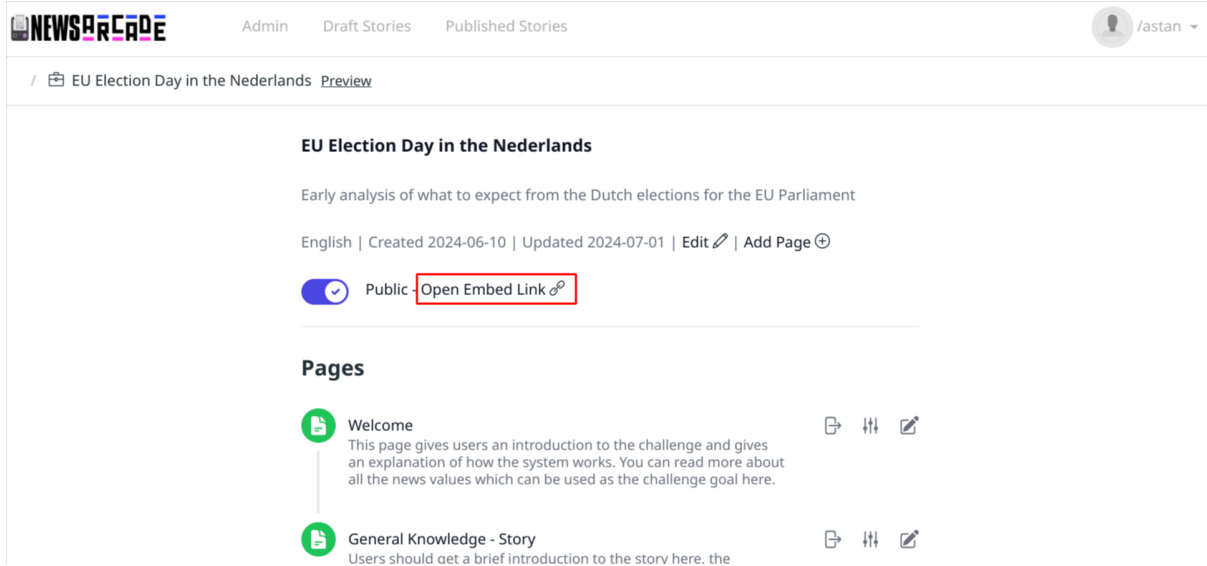 NEWSARCADE Admin Draft Stories Published Stories /astan
/ EU Election Day in the Nederlands Preview
EU Election Day in the Nederlands
Early analysis of what to expect from the Dutch elections for the EU Parliament
English | Created 2024-06-10 | Updated 2024-07-01 | Edit | Add Page
Public - Open Embed Link
Pages
Welcome
This page gives users an introduction to the challenge and gives
an explanation of how the system works. You can read more about
all the news values which can be used as the challenge goal here.
General Knowledge - Story
Users should get a brief introduction to the story here, the